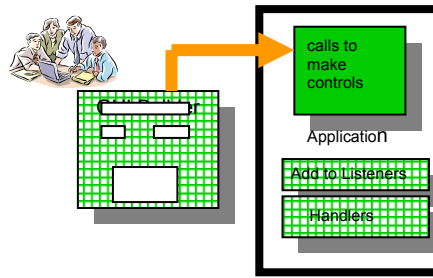 calls to
make
controls
Application
Add to Listeners
Handlers